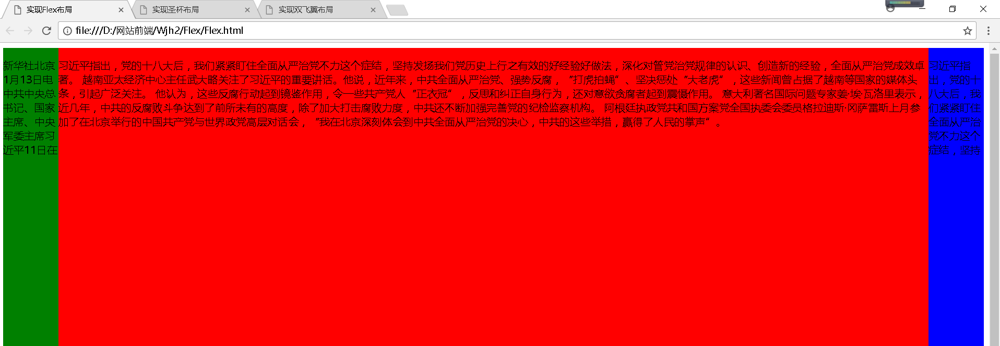 实现Flex布局
实现圣杯布局
实现双飞翼布局
file:///D:/网站前端/Wjh2/Flex/Flex.html
新华社北京
1月13日电
中共中央总
书记、国家
主席、中央
军委主席习
近平11日在
习近平指出，党的十八大后，我们紧紧盯住全面从严治党不力这个症结，坚持发扬我们党历史上行之有效的好经验好做法，深化对管党治党规律的认识、创造新的经验，全面从严治党成效卓
著。 越南亚太经济中心主任武大略关注了习近平的重要讲话。他说，近年来，中共全面从严治党、强势反腐，“打虎拍蝇”、坚决惩处“大老虎”，这些新闻曾占据了越南等国家的媒体头
条，引起广泛关注。 他认为，这些反腐行动起到镜鉴作用，令一些共产党人“正衣冠”，反思和纠正自身行为，还对意欲贪腐者起到震慑作用。 意大利著名国际问题专家姜·埃·瓦洛里表示，
近几年，中共的反腐败斗争达到了前所未有的高度，除了加大打击腐败力度，中共还不断加强完善党的纪检监察机构。 阿根廷执政党共和国方案党全国执委会委员格拉迪斯·冈萨雷斯上月参
加了在北京举行的中国共产党与世界政党高层对话会，“我在北京深刻体会到中共全面从严治党的决心，中共的这些举措，赢得了人民的掌声”。
习近平指
出，党的十
八大后，我
们紧紧盯住
全面从严治
党不力这个
症结，坚持